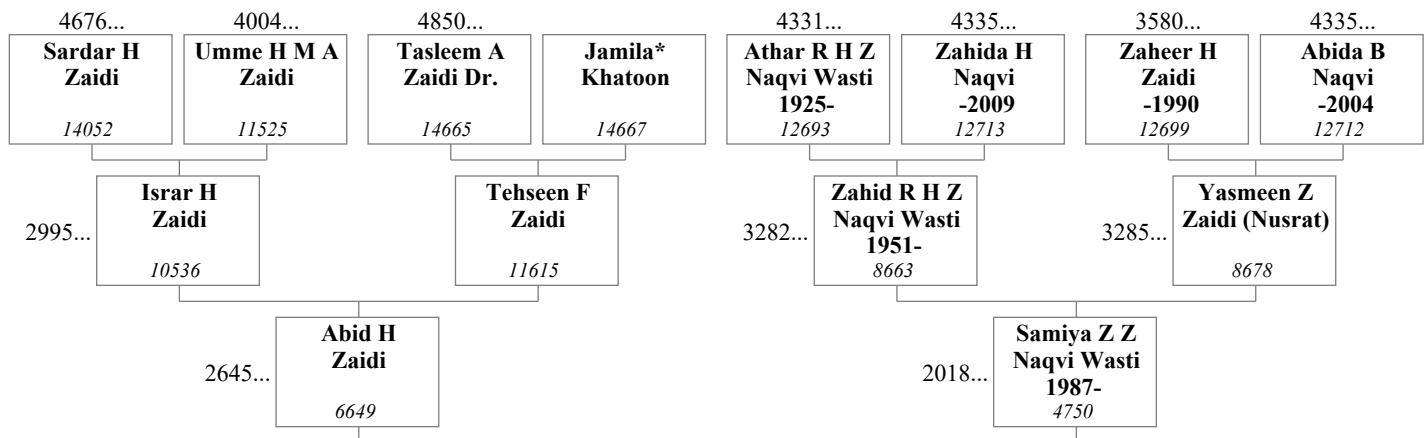 4676...
4004...
4850...
4331...
4335...
3580...
4335...
Sardar H
Zaidi
14052
Umme H M A
Zaidi
11525
Tasleem A
Zaidi Dr.
14665
Jamila*
Khatoon
14667
Athar R H Z
Naqvi Wasti
1925-
12693
Zahida H
Naqvi
-2009
12713
Zaheer H
Zaidi
-1990
12699
Abida B
Naqvi
-2004
12712
2995...
Israr H
Zaidi
10536
Tehseen F
Zaidi
11615
3282...
Zahid R H Z
Naqvi Wasti
1951-
8663
3285...
Yasmeen Z
Zaidi (Nusrat)
8678
2645...
Abid H
Zaidi
6649
2018...
Samiya Z Z
Naqvi Wasti
1987-
4750